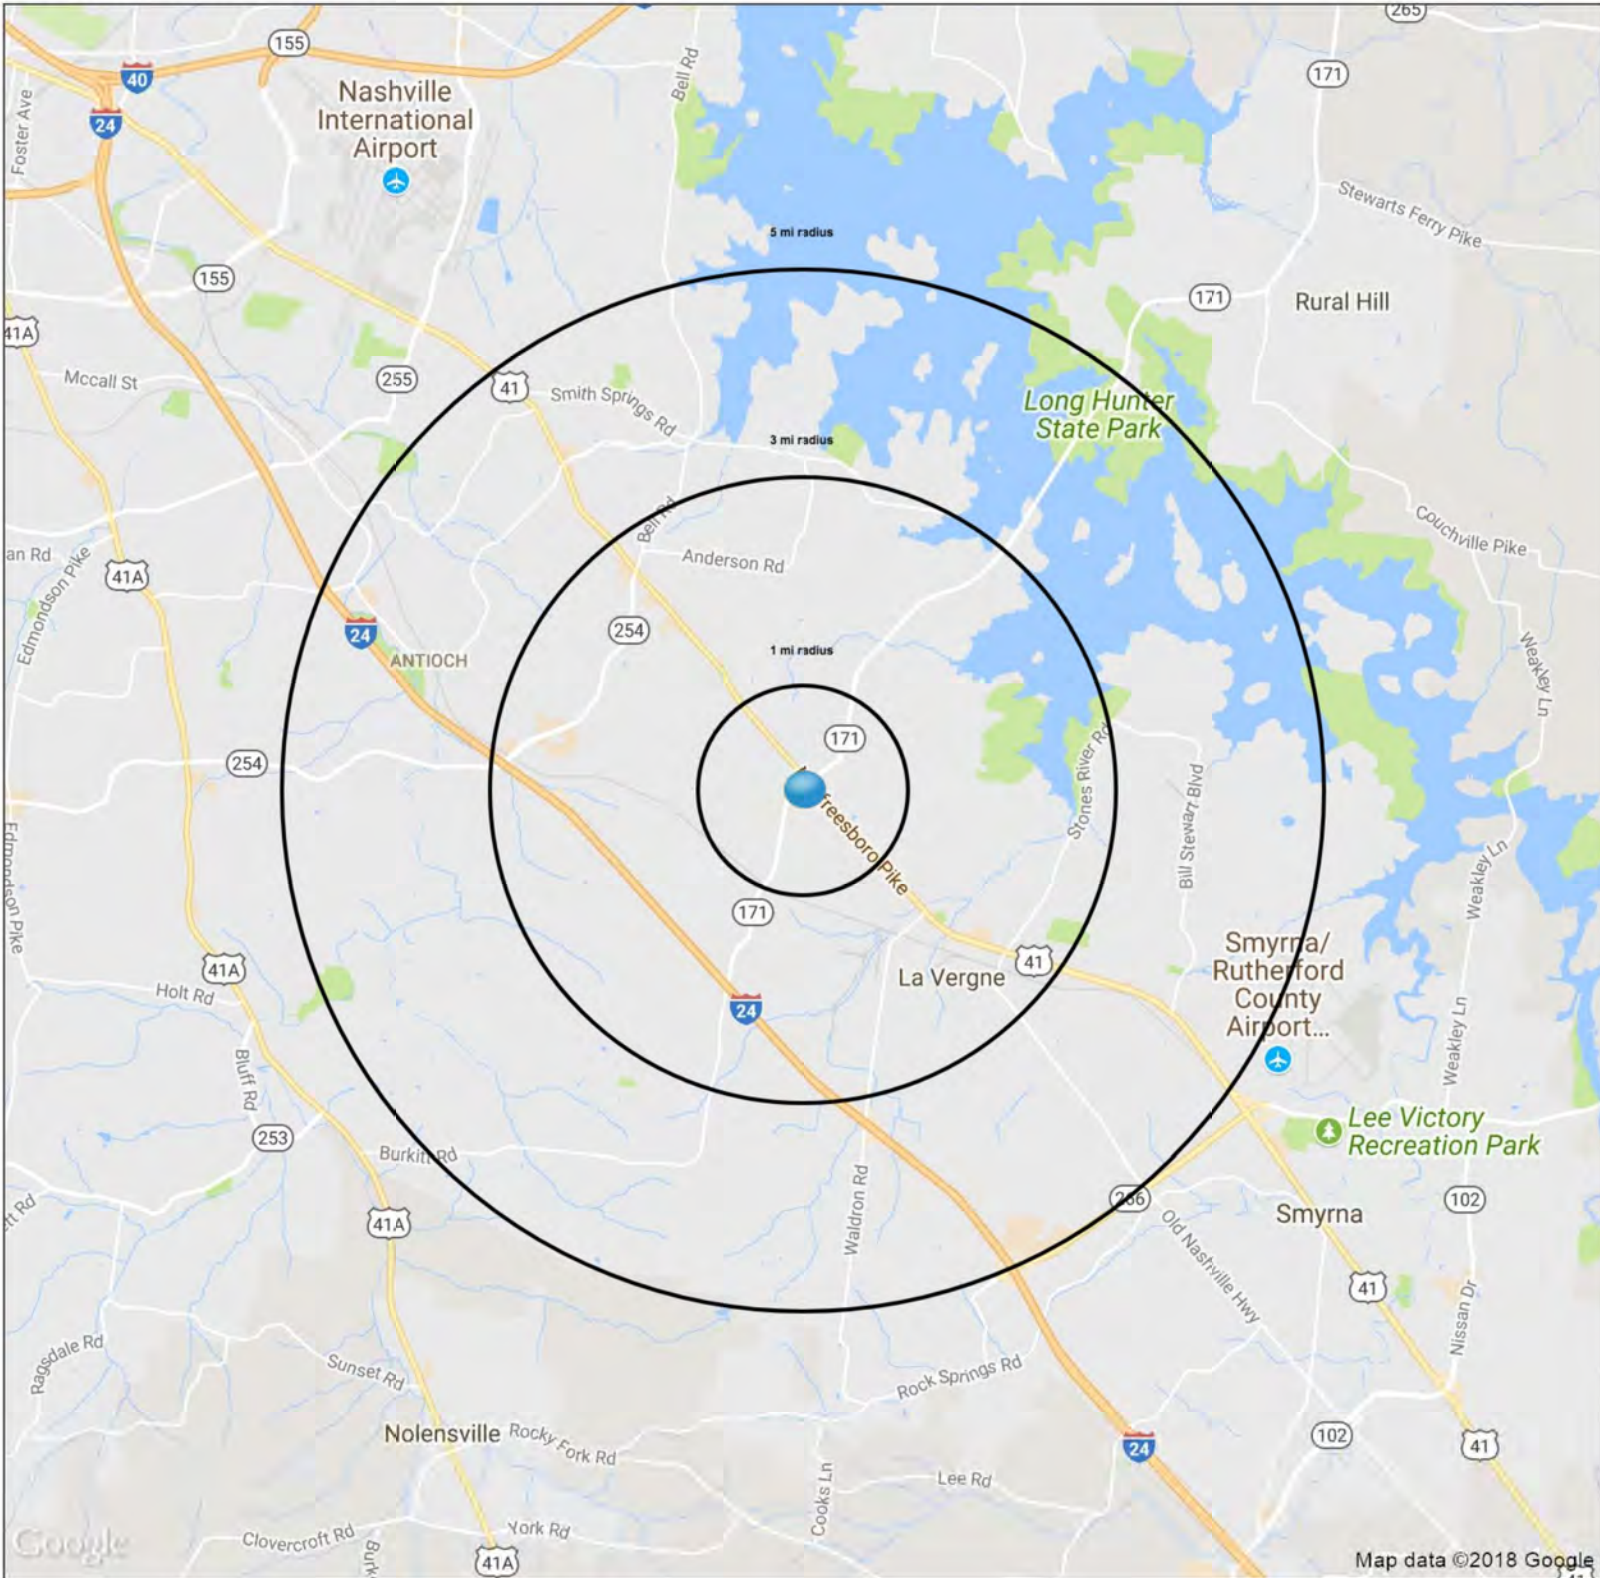 265
155
40
171
Bell Rd
Nashville
International
Airport
Foster Ave
24
Stewarts Ferry Pike
5 mi radius
155
171
Rural Hill
41A
Mccall St
255
41
Smith Springs Rd
Long Hunter
State Park
3 mi radius
Bell Rd
Couchville Pike
an Rd
Anderson Rd
41A
Edmondson Pike
254
24
ANTIOCH
1 mi radius
Weakley Ln
171
254
Stones River Rd
freesboro Pike
Bill Stewart Blvd
Edmondson Pike
Weakley Ln
171
Smyrna/
Rutherford
County
Airport...
41
La Vergne
41A
Holt Rd
24
Weakley Ln
Bluff Rd
Lee Victory
Recreation Park
253
Burkitt Rd
266
102
ett Rd
Waldron Rd
Smyrna
41A
Old Nashville Hwy
41
Nissan Dr
Ragsdale Rd
Sunset Rd
Rock Springs Rd
Nolensville
Rocky Fork Rd
102
24
41
Cooks Ln
Lee Rd
Google
Clovercroft Rd
York Rd
Burk
41A
Map data ©2018 Google
41